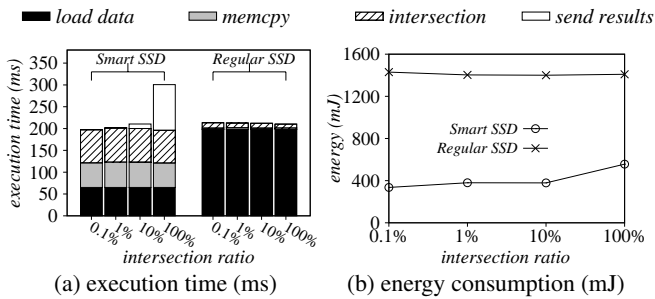 load data memcpy intersection send results
Smart SSD Regular SSD
execution time (ms)
350
300
250
200
150
100
50
0
0.1% 1% 10% 100% 0.1% 1% 10% 100%
intersection ratio
(a) execution time (ms)
energy (mJ)
1600
1200
800
400
0
Smart SSD
Regular SSD
0.1% 1% 10% 100%
intersection ratio
(b) energy consumption (mJ)